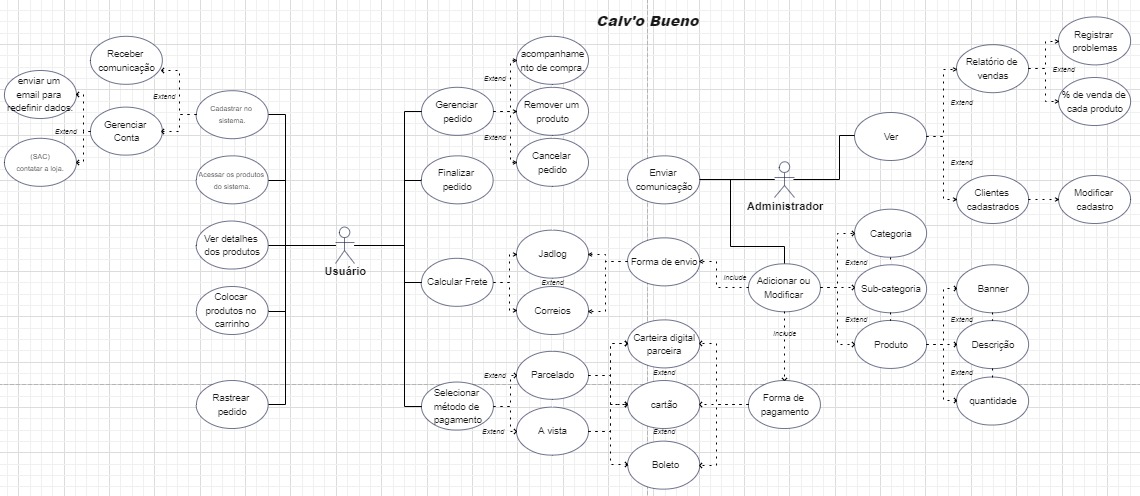 Calv'o Bueno
Receber
comunicação
enviar um
email para
redefinir dados.
Extend
Gerenciar
Conta
Extend
(SAC)
contatar a loja.
Cadastrar no
sistema.
Acessar os produtos
do sistema.
Ver detalhes
dos produtos
Colocar
produtos no
carrinho
Rastrear
pedido
Usuário
Gerenciar
pedido
Extend
Extend
acompanhame
nto de compra.
Remover um
produto
Cancelar
pedido
Finalizar
pedido
Calcular Frete
Jadlog
Extend
Correios
Selecionar
método de
pagamento
Extend
Extend
Parcelado
A vista
Enviar
comunicação
Administrador
Forma de envio
Include
Adicionar ou
Modificar
Include
Forma de
pagamento
Carteira digital
parceira
Extend
cartão
Extend
Boleto
Ver
Extend
Extend
Relatório de
vendas
Extend
Registrar
problemas
% de venda de
cada produto
Clientes
cadastrados
Modificar
cadastro
Categoria
Extend
Sub-categoria
Extend
Produto
Extend
Extend
Banner
Descrição
quantidade